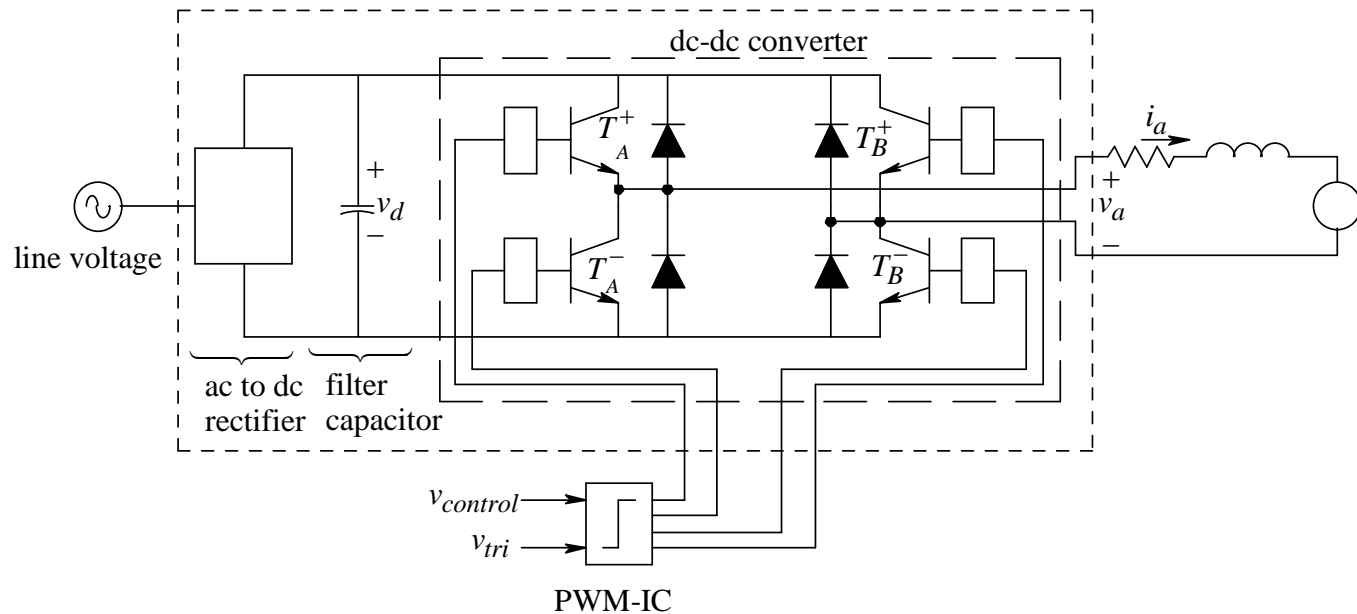 dc-dc converter
T_A^+
T_B^+
i_a
+
v_d
−
+
v_a
−
line voltage
T_A^−
T_B^−
ac to dc
rectifier
filter
capacitor
v_control
v_tri
PWM-IC